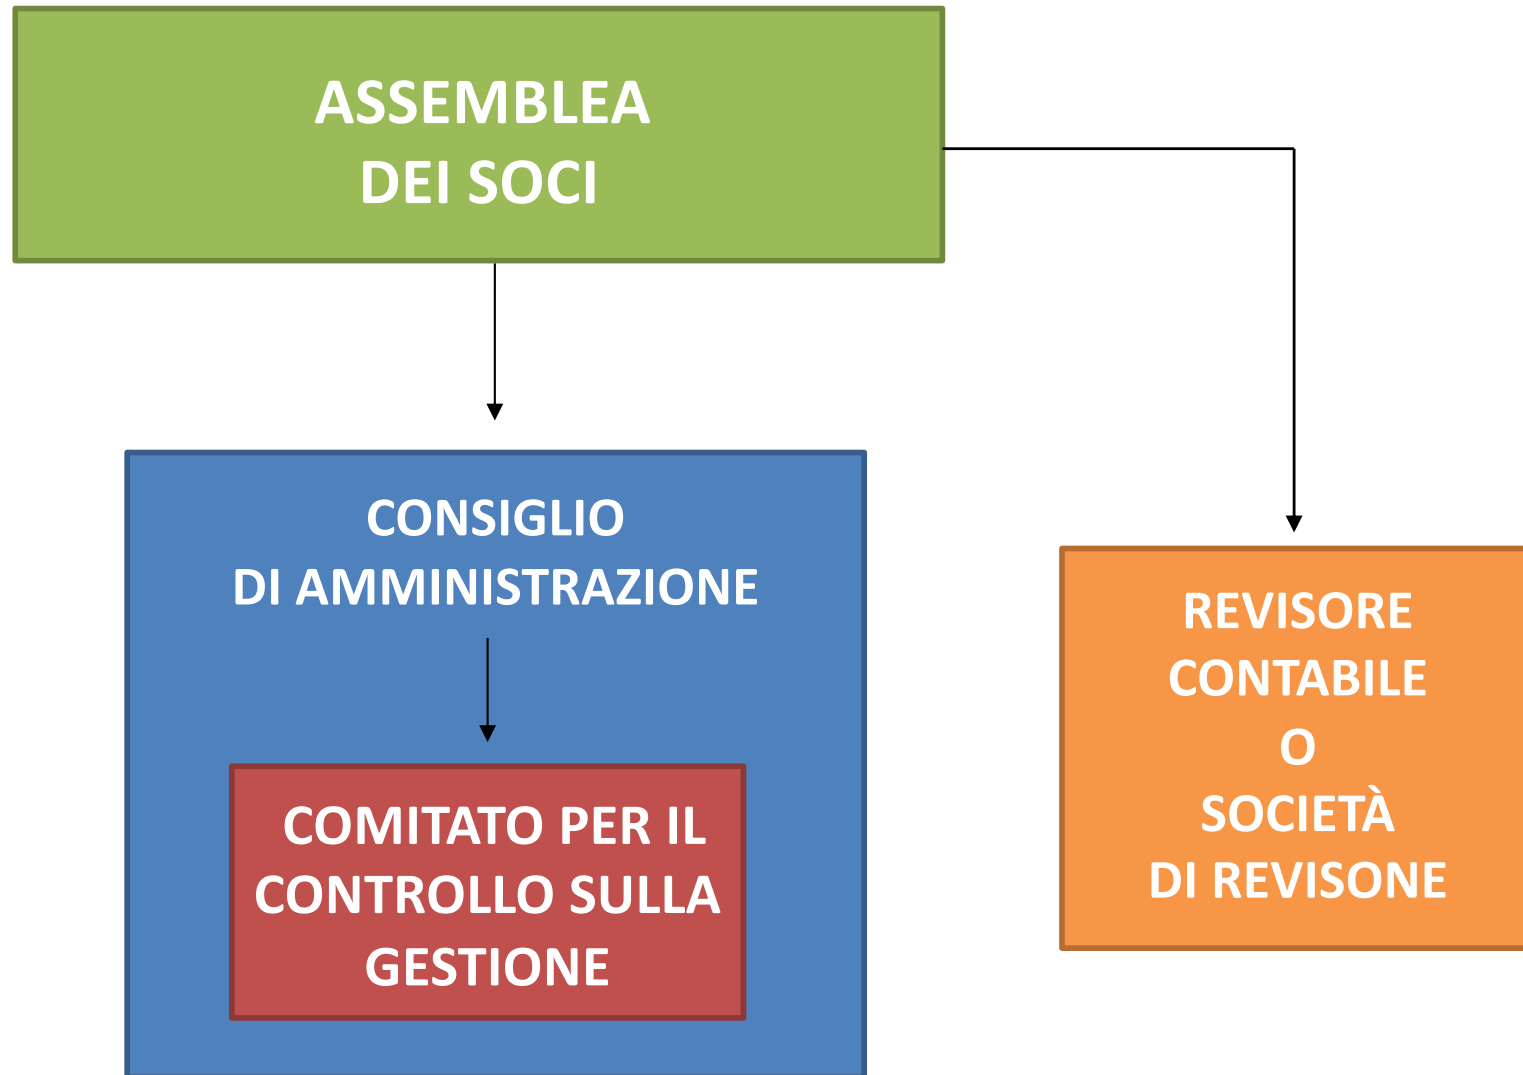 ASSEMBLEA
DEI SOCI
CONSIGLIO
DI AMMINISTRAZIONE
COMITATO PER IL
CONTROLLO SULLA
GESTIONE
REVISORE
CONTABILE
O
SOCIETÀ
DI REVISONE